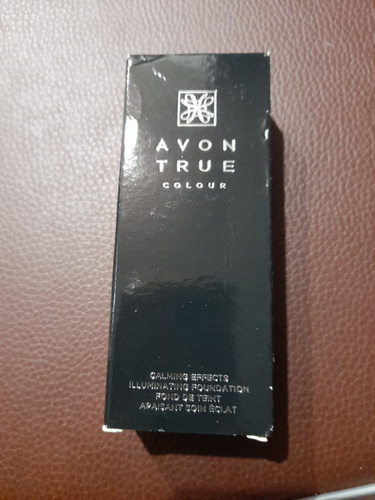 AVON
TRUE
COLOUR
CALMING EFFECTS
ILLUMINATING FOUNDATION
FOND DE TEINT
APAISANT SOIN ÉCLAT